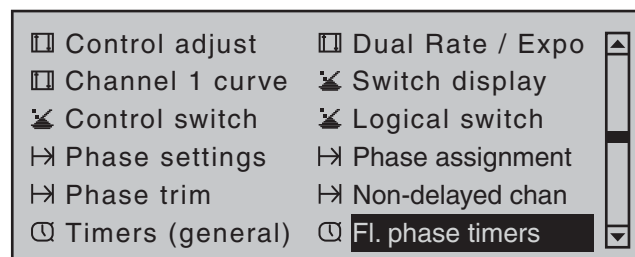 Control adjust Dual Rate / Expo
Channel 1 curve Switch display
Control switch Logical switch
Phase settings Phase assignment
Phase trim Non-delayed chan
Timers (general) Fl. phase timers